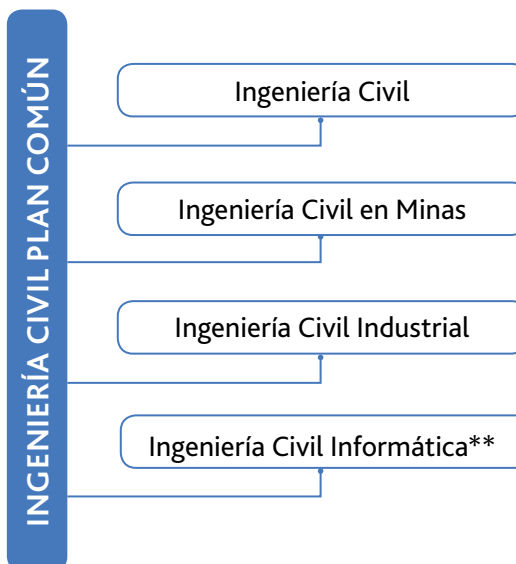 INGENIERÍA CIVIL PLAN COMÚN
Ingeniería Civil
Ingeniería Civil en Minas
Ingeniería Civil Industrial
Ingeniería Civil Informática**